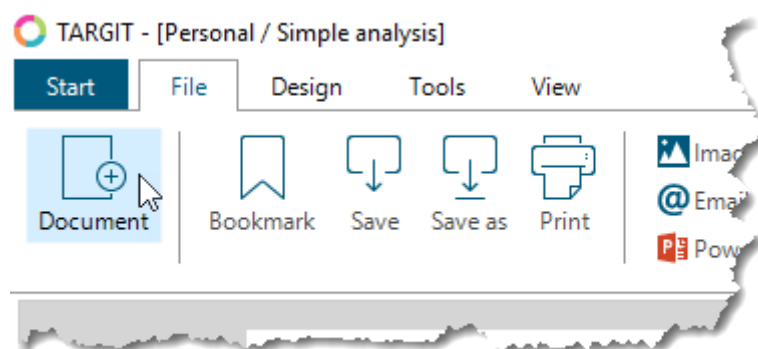 TARGIT - [Personal / Simple analysis]
Start File Design Tools View
Document Bookmark Save Save as Print